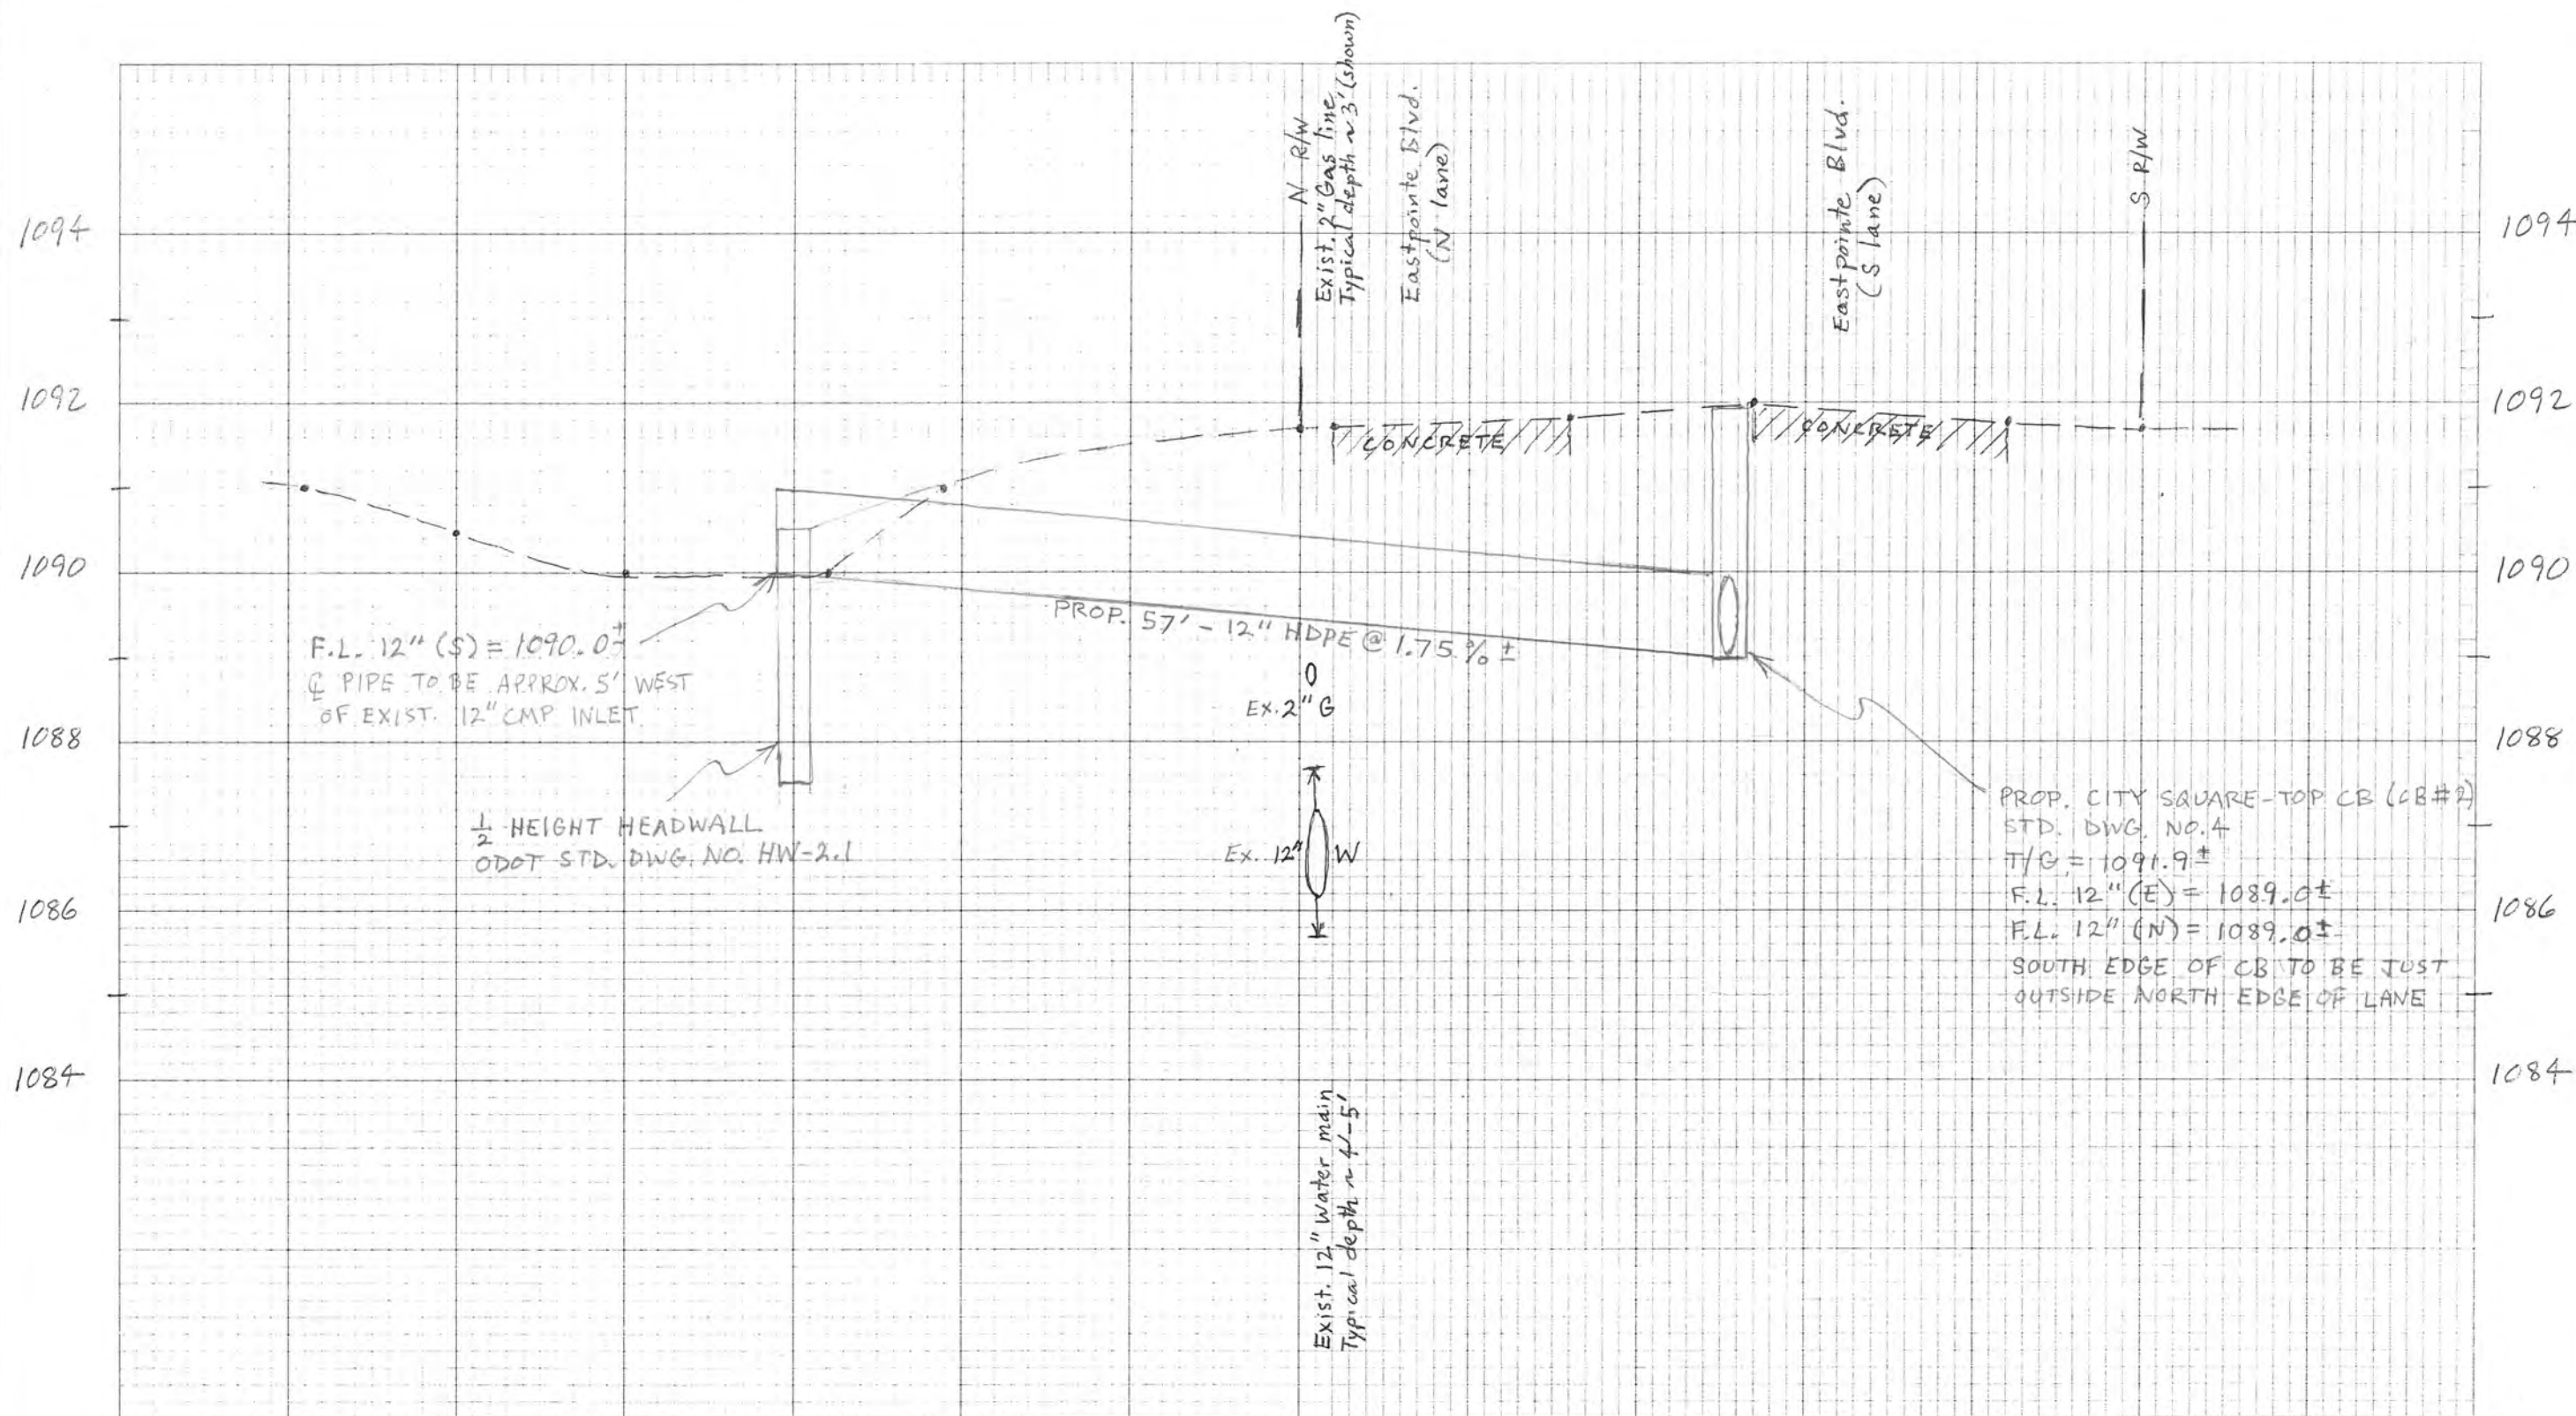 N R/W
Exist. 2" Gas line
Typical depth ~ 3' (shown)
Eastpointe Blvd.
(N lane)
Eastpointe Blvd.
(S lane)
S R/W
1094
1094
1092
1092
CONCRETE
CONCRETE
1090
1090
PROP. 57' - 12" HDPE @ 1.75 % ±
F.L. 12" (S) = 1090.0±
℄ PIPE TO BE APPROX. 5' WEST
OF EXIST. 12" CMP INLET
EX. 2" G
1088
1088
½ HEIGHT HEADWALL
ODOT STD. DWG. NO. HW-2.1
Ex. 12" W
PROP. CITY SQUARE-TOP CB (CB#2)
STD. DWG. NO. 4
T/G = 1091.9±
F.L. 12" (E) = 1089.0±
F.L. 12" (N) = 1089.0±
SOUTH EDGE OF CB TO BE JUST
OUTSIDE NORTH EDGE OF LANE
1086
1086
1084
1084
Exist. 12" Water main
Typical depth ~ 4'-5'